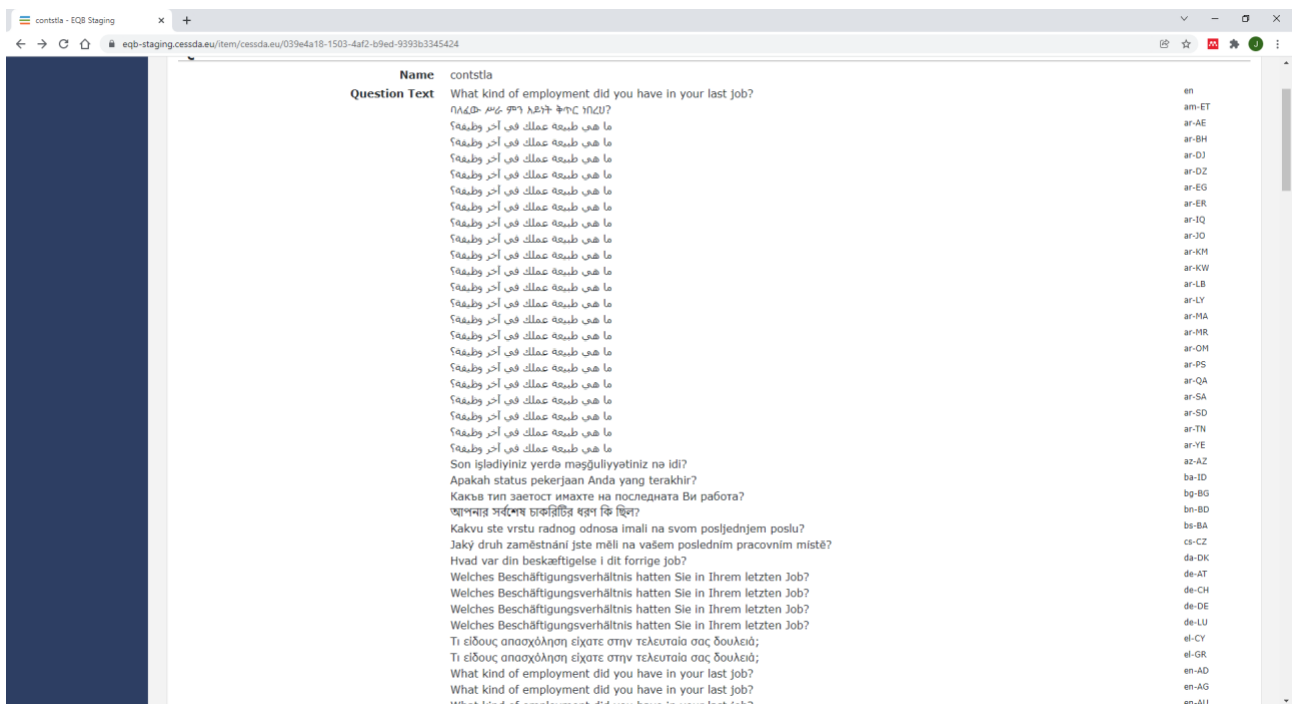 contstla - EQB Staging
eqb-staging.cessda.eu/item/cessda.eu/039e4a18-1503-4af2-b9ed-9393b3345424
J
Name contstla
Question Text What kind of employment did you have in your last job? en
በለፈው ሥራ ምን አይነት ቅጥር ነበረህ? am-ET
ما هي طبيعة عملك في آخر وظيفة؟ ar-AE
ما هي طبيعة عملك في آخر وظيفة؟ ar-BH
ما هي طبيعة عملك في آخر وظيفة؟ ar-DJ
ما هي طبيعة عملك في آخر وظيفة؟ ar-DZ
ما هي طبيعة عملك في آخر وظيفة؟ ar-EG
ما هي طبيعة عملك في آخر وظيفة؟ ar-ER
ما هي طبيعة عملك في آخر وظيفة؟ ar-IQ
ما هي طبيعة عملك في آخر وظيفة؟ ar-JO
ما هي طبيعة عملك في آخر وظيفة؟ ar-KM
ما هي طبيعة عملك في آخر وظيفة؟ ar-KW
ما هي طبيعة عملك في آخر وظيفة؟ ar-LB
ما هي طبيعة عملك في آخر وظيفة؟ ar-LY
ما هي طبيعة عملك في آخر وظيفة؟ ar-MA
ما هي طبيعة عملك في آخر وظيفة؟ ar-MR
ما هي طبيعة عملك في آخر وظيفة؟ ar-OM
ما هي طبيعة عملك في آخر وظيفة؟ ar-PS
ما هي طبيعة عملك في آخر وظيفة؟ ar-QA
ما هي طبيعة عملك في آخر وظيفة؟ ar-SA
ما هي طبيعة عملك في آخر وظيفة؟ ar-SD
ما هي طبيعة عملك في آخر وظيفة؟ ar-TN
ما هي طبيعة عملك في آخر وظيفة؟ ar-YE
Son işlədiyiniz yerdə məşğuliyyətiniz nə idi? az-AZ
Apakah status pekerjaan Anda yang terakhir? ba-ID
Какъв тип заетост имахте на последната Ви работа? bg-BG
আপনার সর্বশেষ চাকরিটির ধরণ কি ছিল? bn-BD
Kakvu ste vrstu radnog odnosa imali na svom posljednjem poslu? bs-BA
Jaký druh zaměstnání jste měli na vašem posledním pracovním místě? cs-CZ
Hvad var din beskæftigelse i dit forrige job? da-DK
Welches Beschäftigungsverhältnis hatten Sie in Ihrem letzten Job? de-AT
Welches Beschäftigungsverhältnis hatten Sie in Ihrem letzten Job? de-CH
Welches Beschäftigungsverhältnis hatten Sie in Ihrem letzten Job? de-DE
Welches Beschäftigungsverhältnis hatten Sie in Ihrem letzten Job? de-LU
Τι είδους απασχόληση είχατε στην τελευταία σας δουλειά; el-CY
Τι είδους απασχόληση είχατε στην τελευταία σας δουλειά; el-GR
What kind of employment did you have in your last job? en-AD
What kind of employment did you have in your last job? en-AG
What kind of employment did you have in your last job? en-AU